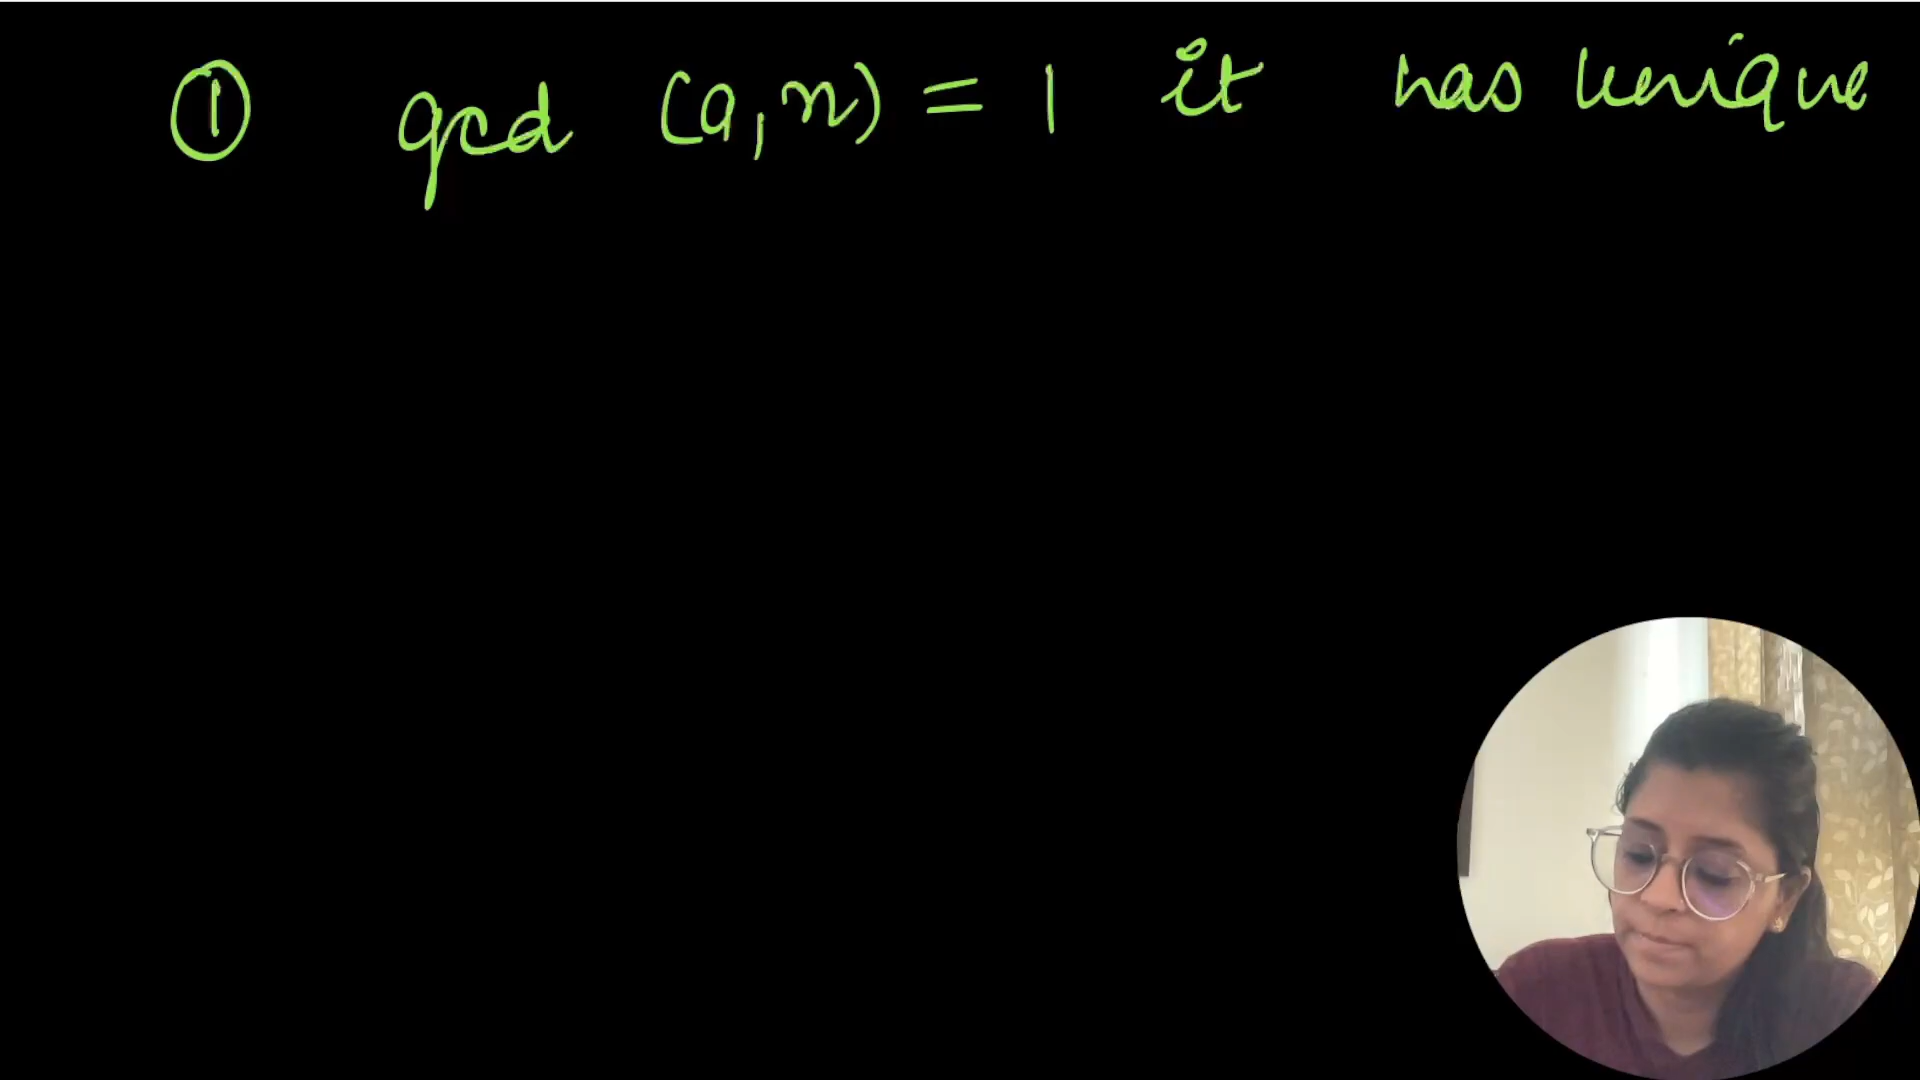 ① gcd (a, n) = 1 it has unique